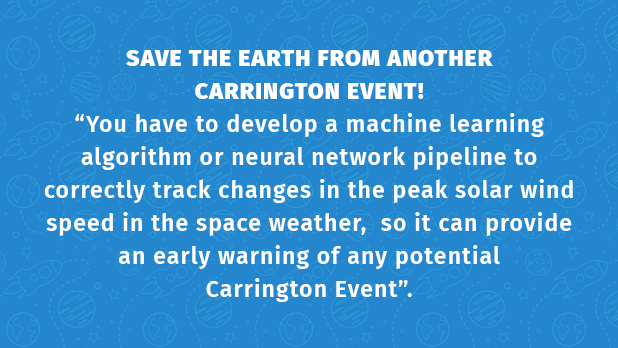 SAVE THE EARTH FROM ANOTHER
CARRINGTON EVENT!
“You have to develop a machine learning
algorithm or neural network pipeline to
correctly track changes in the peak solar wind
speed in the space weather,  so it can provide
an early warning of any potential
Carrington Event”.